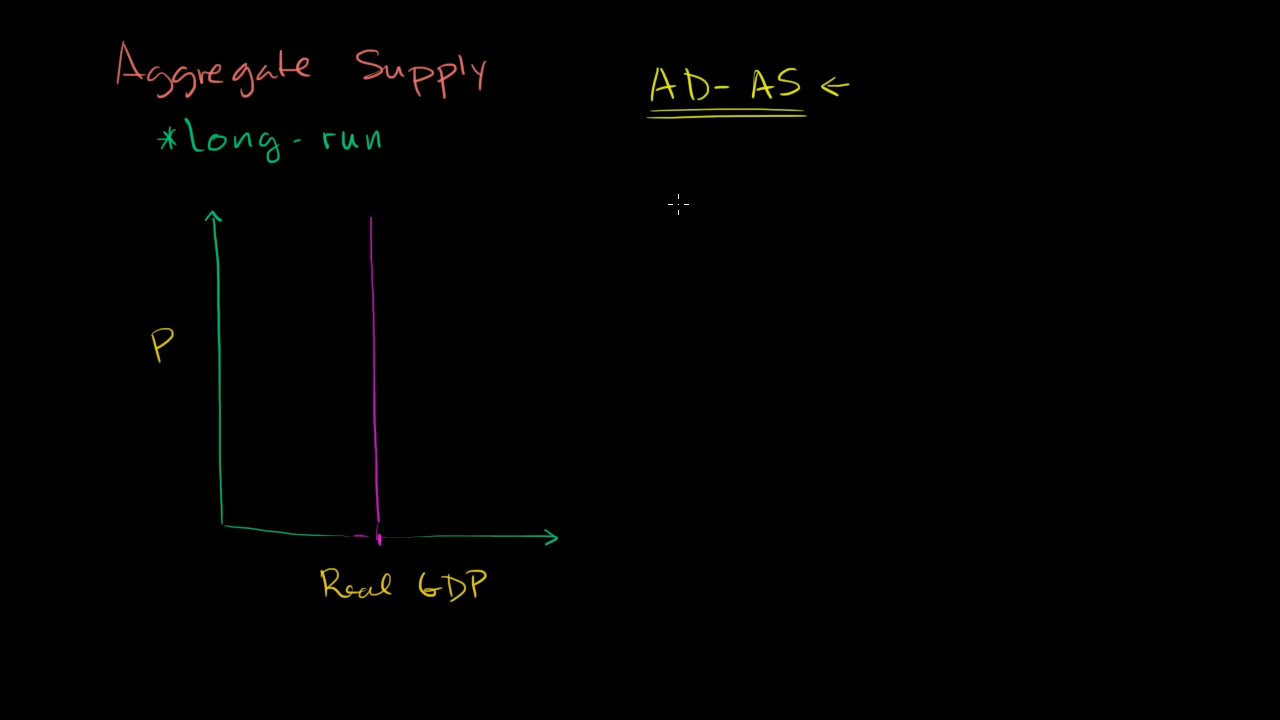 Aggregate Supply
*Long-run
AD-AS ←
P
Real GDP